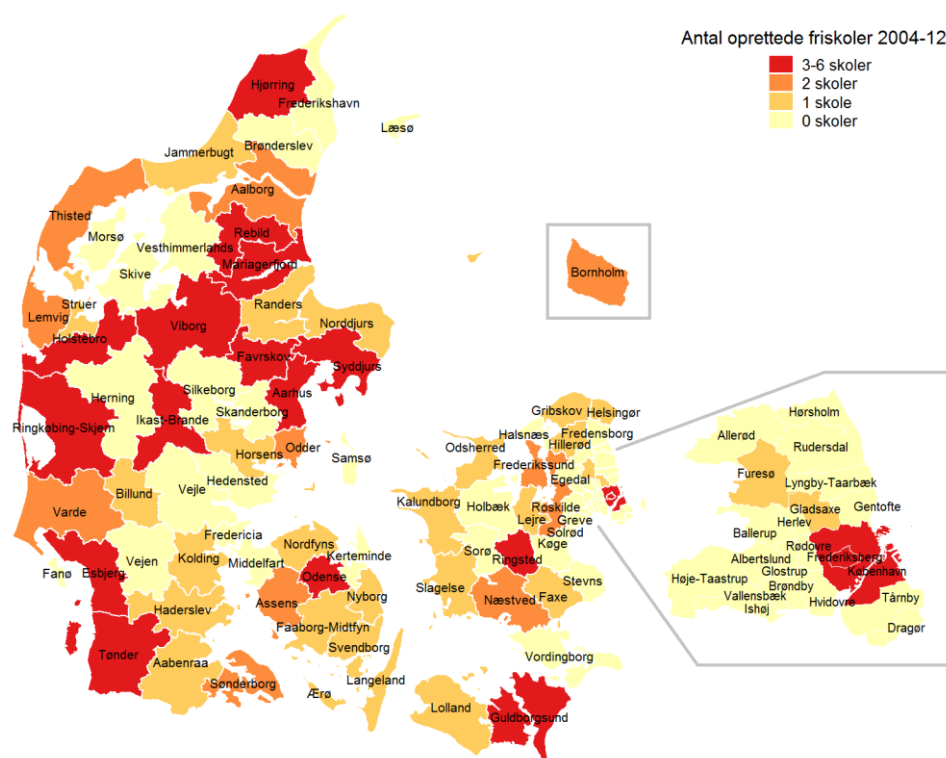 Antal oprettede friskoler 2004-12
3-6 skoler
2 skoler
1 skole
0 skoler
Hjørring
Frederikshavn
Læsø
Brønderslev
Jammerbugt
Aalborg
Thisted
Rebild
Morsø
Vesthimmerlands
Mariagerfjord
Skive
Bornholm
Struer
Randers
Lemvig
Viborg
Norddjurs
Holstebro
Favrskov
Syddjurs
Silkeborg
Aarhus
Herning
Skanderborg
Ikast-Brande
Ringkøbing-Skjern
Odder
Horsens
Samsø
Hedensted
Billund
Vejle
Varde
Fredericia
Vejen
Kolding
Middelfart
Nordfyns
Kerteminde
Fanø
Esbjerg
Odense
Nyborg
Haderslev
Assens
Faaborg-Midtfyn
Svendborg
Tønder
Aabenraa
Sønderborg
Ærø
Langeland
Gribskov
Helsingør
Halsnæs
Fredensborg
Hillerød
Odsherred
Frederikssund
Egedal
Kalundborg
Holbæk
Roskilde
Lejre
Greve
Solrød
Køge
Sorø
Ringsted
Slagelse
Stevns
Næstved
Faxe
Vordingborg
Lolland
Guldborgsund
Hørsholm
Allerød
Rudersdal
Furesø
Lyngby-Taarbæk
Gladsaxe
Gentofte
Herlev
Ballerup
Rødovre
Albertslund
Frederiksberg
Glostrup
København
Høje-Taastrup
Brøndby
Vallensbæk
Ishøj
Hvidovre
Tårnby
Dragør